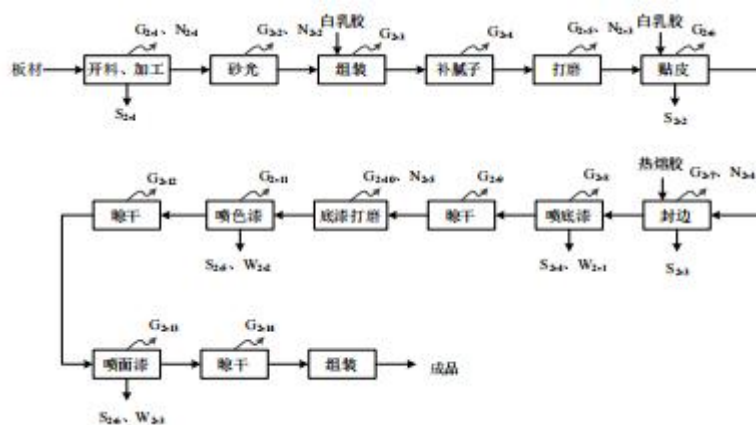 G₂₋₁、N₂₋₁
G₂₋₂、N₂₋₂
白乳胶
G₂₋₃
G₂₋₄
G₂₋₅、N₂₋₃
白乳胶
G₂₋₆
板材
开料、加工
砂光
组装
补腻子
打磨
贴皮
S₂₋₁
S₂₋₂
热熔胶
G₂₋₁₂
G₂₋₁₁
G₂₋₁₀、N₂₋₅
G₂₋₉
G₂₋₈
G₂₋₇、N₂₋₄
晾干
喷色漆
底漆打磨
晾干
喷底漆
封边
S₂₋₅、W₂₋₂
S₂₋₄、W₂₋₁
S₂₋₃
G₂₋₁₃
G₂₋₁₄
喷面漆
晾干
组装
成品
S₂₋₆、W₂₋₃